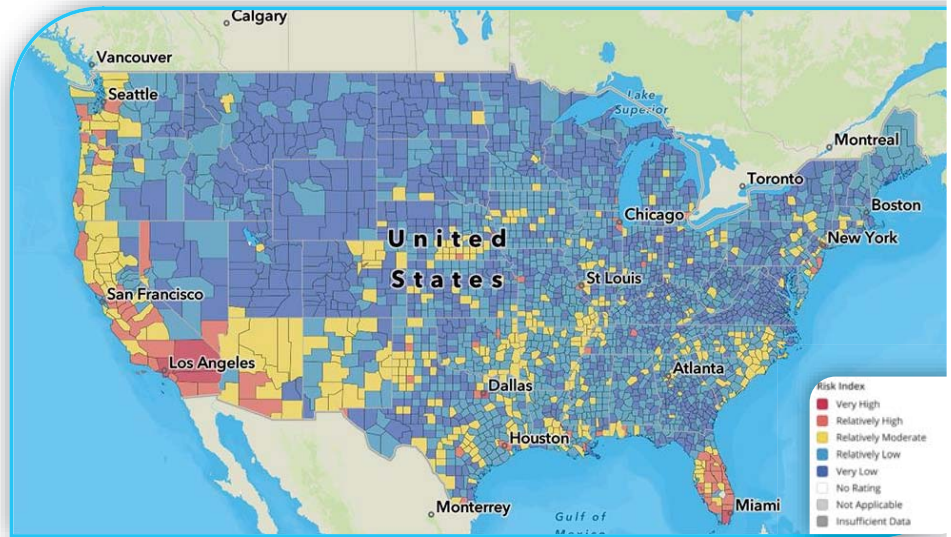 Calgary
Vancouver
Seattle
Lake
Superior
Montreal
Toronto
Boston
Chicago
New York
United
States
St Louis
San Francisco
Los Angeles
Atlanta
Dallas
Houston
Miami
Monterrey
Gulf of
Mexico
Risk Index
Very High
Relatively High
Relatively Moderate
Relatively Low
Very Low
No Rating
Not Applicable
Insufficient Data